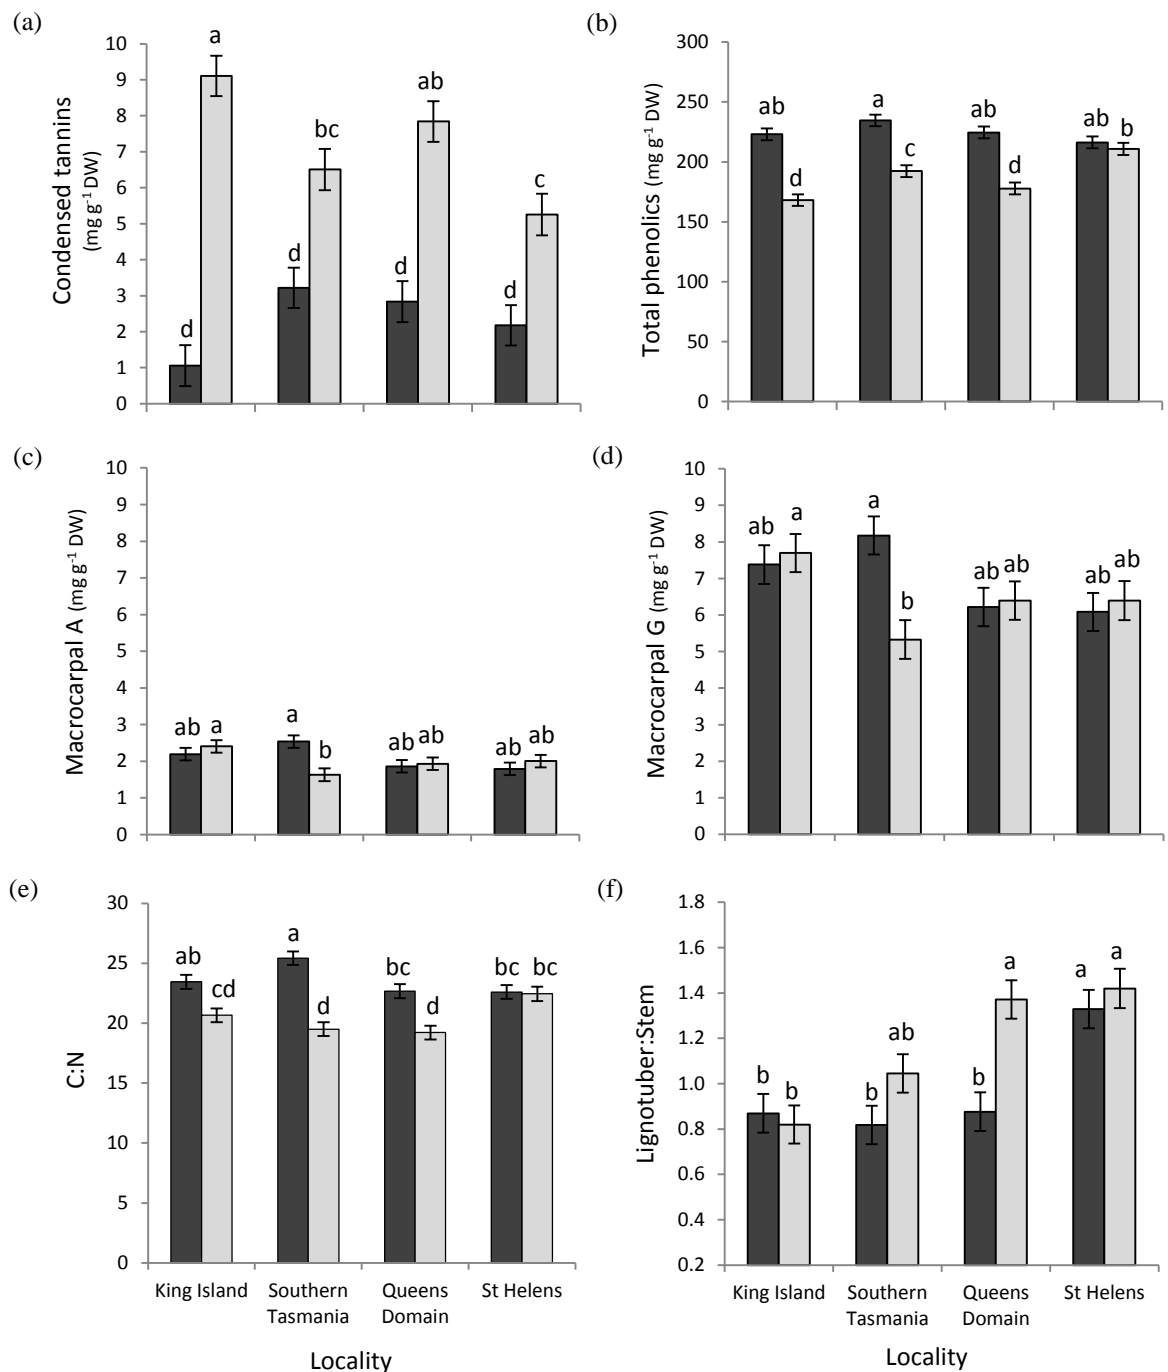 (a)
Condensed tannins
(mg g⁻¹ DW)
10
9
8
7
6
5
4
3
2
1
0
d
a
d
bc
d
ab
d
c
(b)
Total phenolics (mg g⁻¹ DW)
300
250
200
150
100
50
0
ab
d
a
c
ab
d
ab
b
(c)
Macrocarpal A (mg g⁻¹ DW)
10
9
8
7
6
5
4
3
2
1
0
ab
a
a
b
ab
ab
ab
ab
(d)
Macrocarpal G (mg g⁻¹ DW)
10
9
8
7
6
5
4
3
2
1
0
ab
a
a
b
ab
ab
ab
ab
(e)
C:N
30
25
20
15
10
5
0
ab
cd
a
d
bc
d
bc
bc
King Island
Southern
Tasmania
Queens
Domain
St Helens
Locality
(f)
Lignotuber:Stem
1.8
1.6
1.4
1.2
1.0
0.8
0.6
0.4
0.2
b
b
b
ab
b
a
a
a
King Island
Southern
Tasmania
Queens
Domain
St Helens
Locality